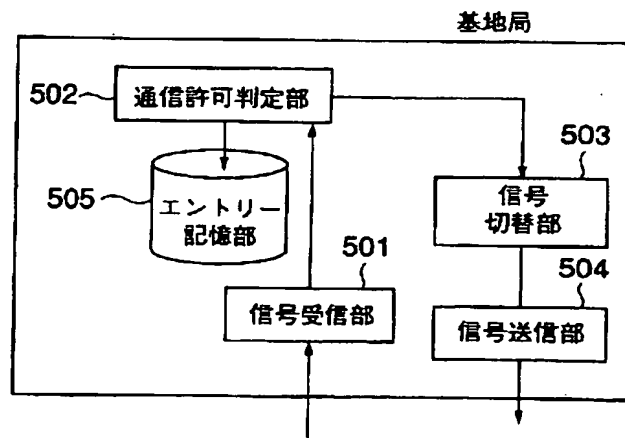 基地局
502
通信許可判定部
503
505
エントリー
記憶部
信号
切替部
501
504
信号受信部
信号送信部